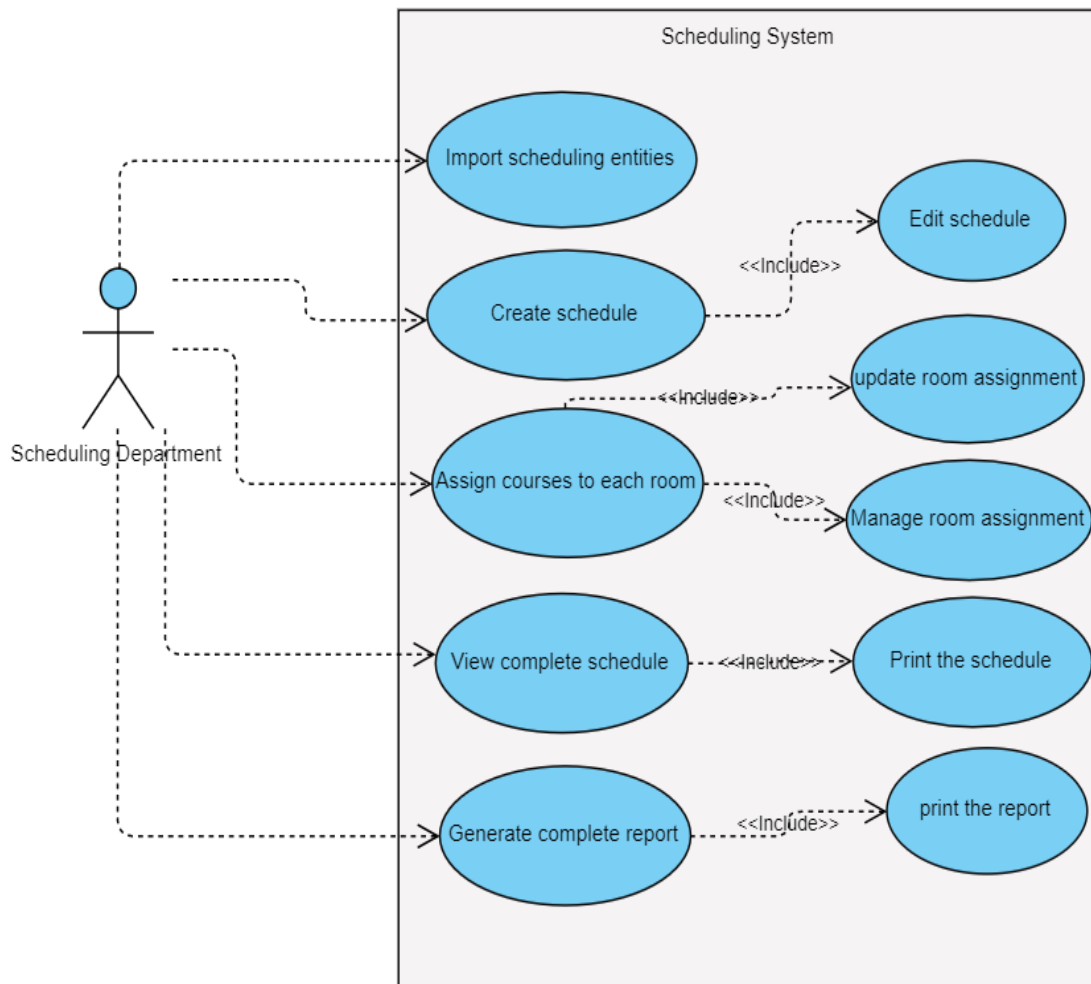 Scheduling System
Import scheduling entities
Edit schedule
<<Include>>
Create schedule
update room assignment
<<Include>>
Scheduling Department
Assign courses to each room
<<Include>>
Manage room assignment
View complete schedule
<<Include>>
Print the schedule
Generate complete report
<<Include>>
print the report